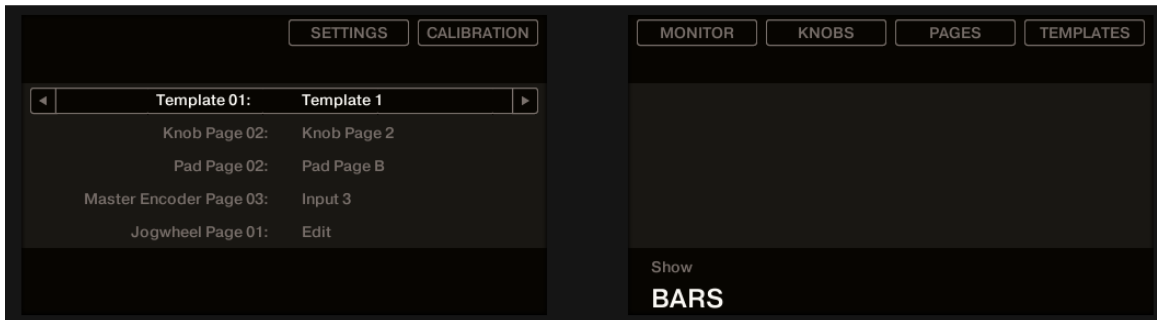 SETTINGS CALIBRATION MONITOR KNOBS PAGES TEMPLATES
Template 01: Template 1
Knob Page 02: Knob Page 2
Pad Page 02: Pad Page B
Master Encoder Page 03: Input 3
Jogwheel Page 01: Edit
Show
BARS